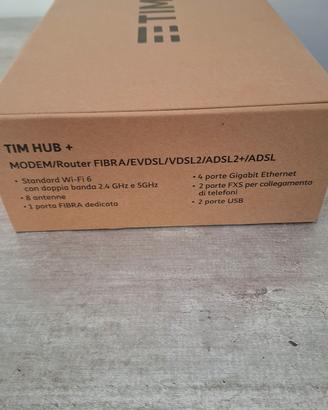 TIM
TIM HUB +
MODEM/Router FIBRA/EVDSL/VDSL2/ADSL2+/ADSL
• Standard Wi-Fi 6
con doppia banda 2.4 GHz e 5GHz
• 8 antenne
• 1 porta FIBRA dedicata
• 4 porte Gigabit Ethernet
• 2 porte FXS per collegamento
di telefoni
• 2 porte USB